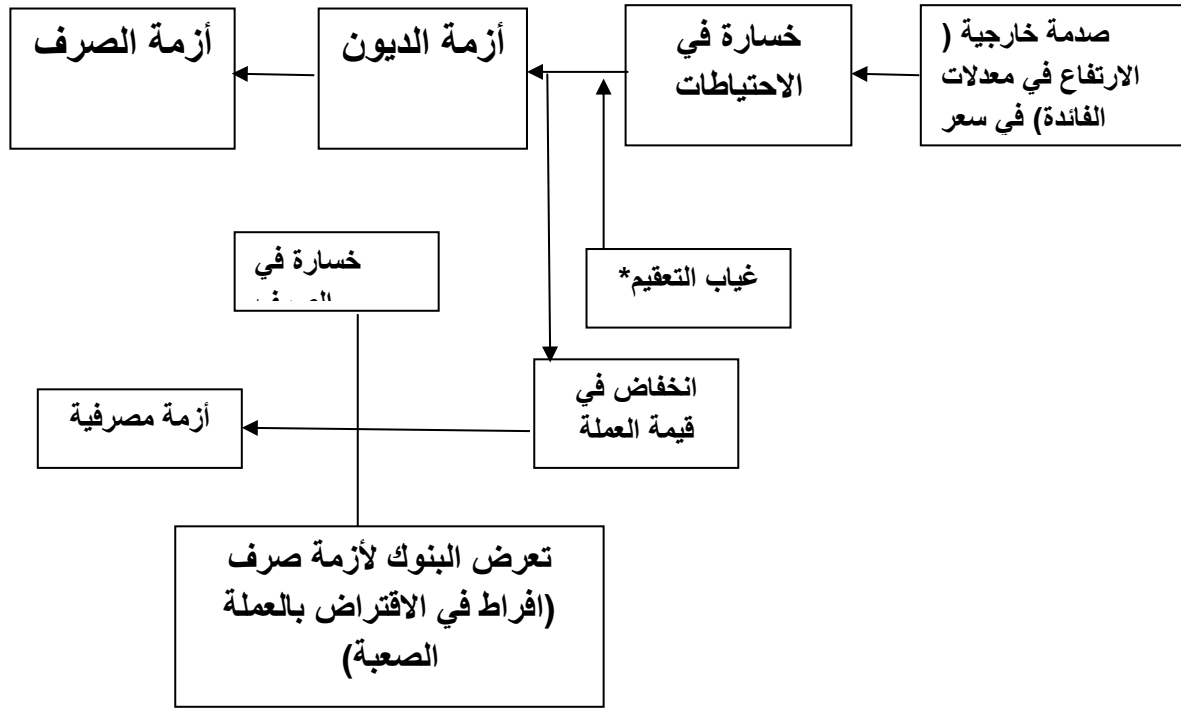 صدمة خارجية (
الارتفاع في معدلات
الفائدة) في سعر
خسارة في
الاحتياطات
أزمة الديون
أزمة الصرف
خسارة في
غياب التعقيم*
انخفاض في
قيمة العملة
أزمة مصرفية
تعرض البنوك لأزمة صرف
(افراط في الاقتراض بالعملة
الصعبة)